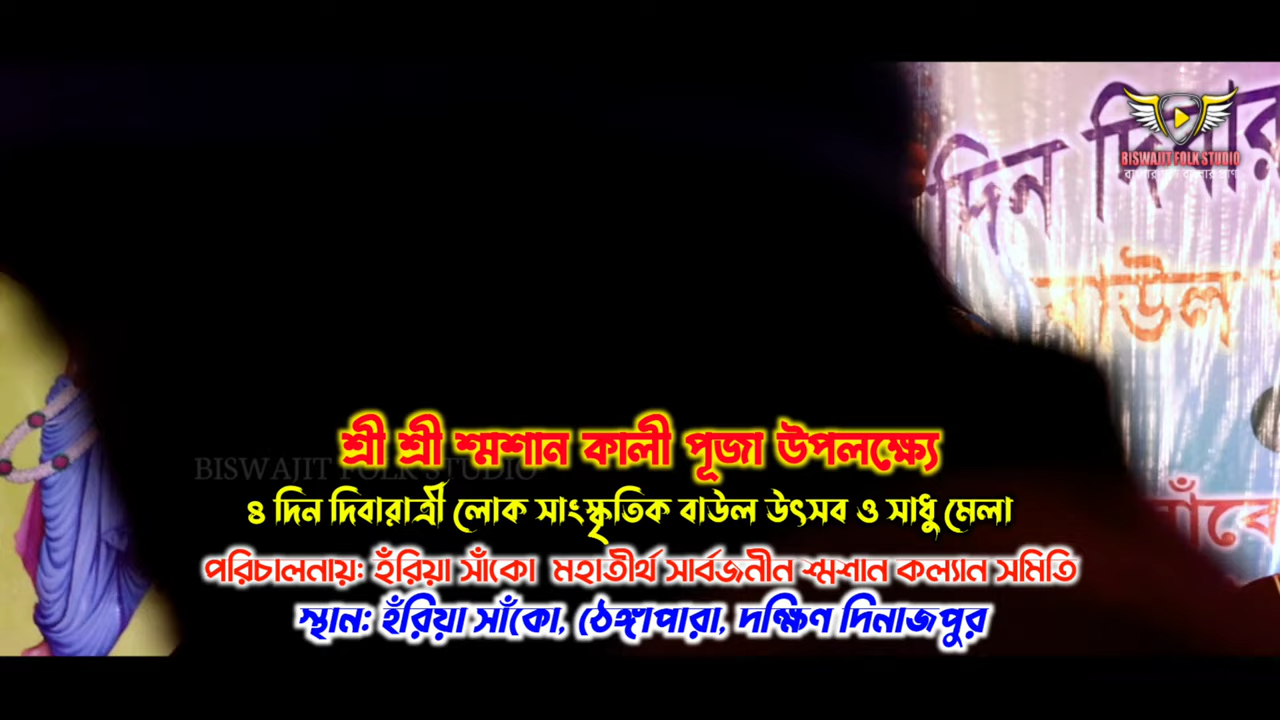 দিন দিবার
BISWAJIT FOLK STUDIO
বাউল
শ্রী শ্রী শ্মশান কালী পূজা উপলক্ষ্যে
BISWAJIT FOLK STUDIO
৪ দিন দিবারাত্রী লোক সাংস্কৃতিক বাউল উৎসব ও সাধু মেলা
পরিচালনায়: হঁরিয়া সাঁকো মহাতীর্থ সার্বজনীন শ্মশান কল্যান সমিতি
স্থান: হঁরিয়া সাঁকো, ঠেঙ্গাপারা, দক্ষিণ দিনাজপুর